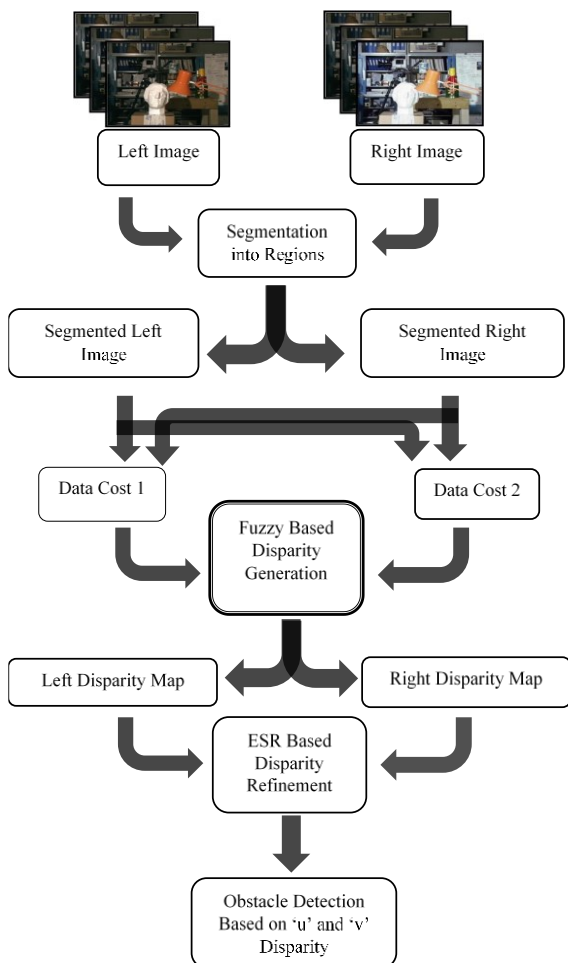 Left Image
Right Image
Segmentation
into Regions
Segmented Left
Image
Segmented Right
Image
Data Cost 1
Data Cost 2
Fuzzy Based
Disparity
Generation
Left Disparity Map
Right Disparity Map
ESR Based
Disparity
Refinement
Obstacle Detection
Based on ‘u’ and ‘v’
Disparity